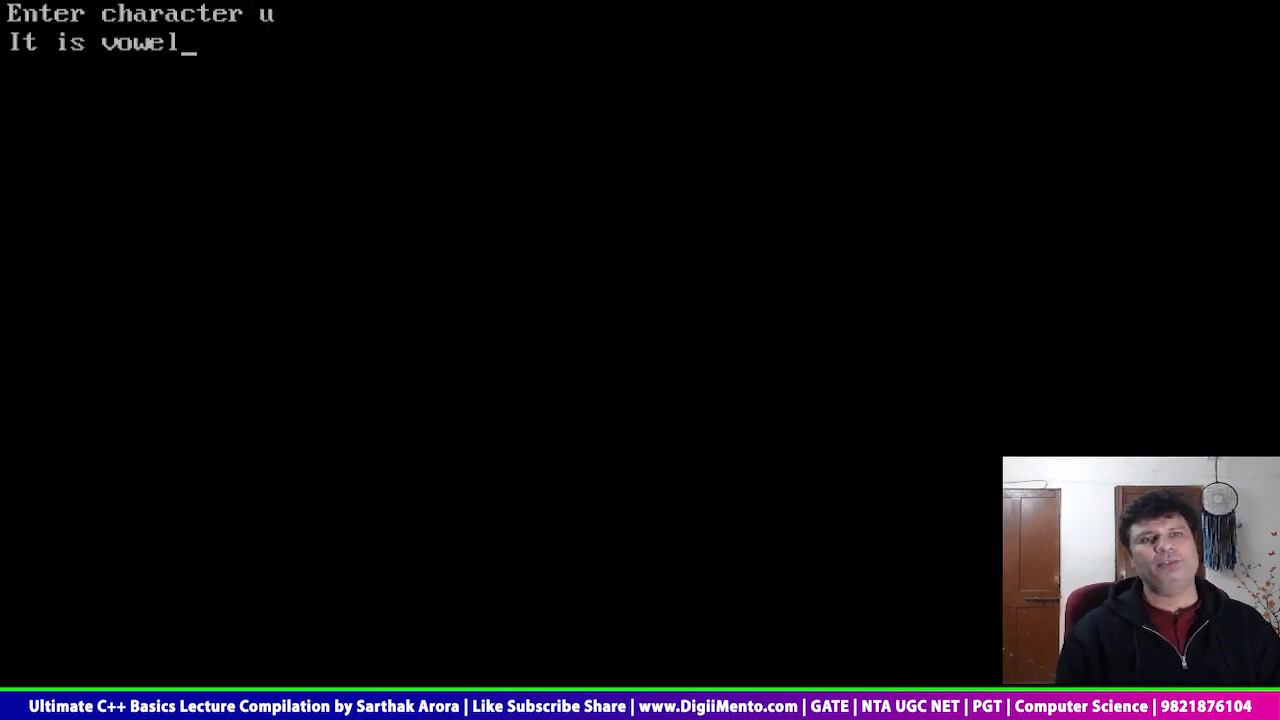 Enter character u
It is vowel_
Ultimate C++ Basics Lecture Compilation by Sarthak Arora | Like Subscribe Share | www.DigiiMento.com | GATE | NTA UGC NET | PGT | Computer Science | 9821876104